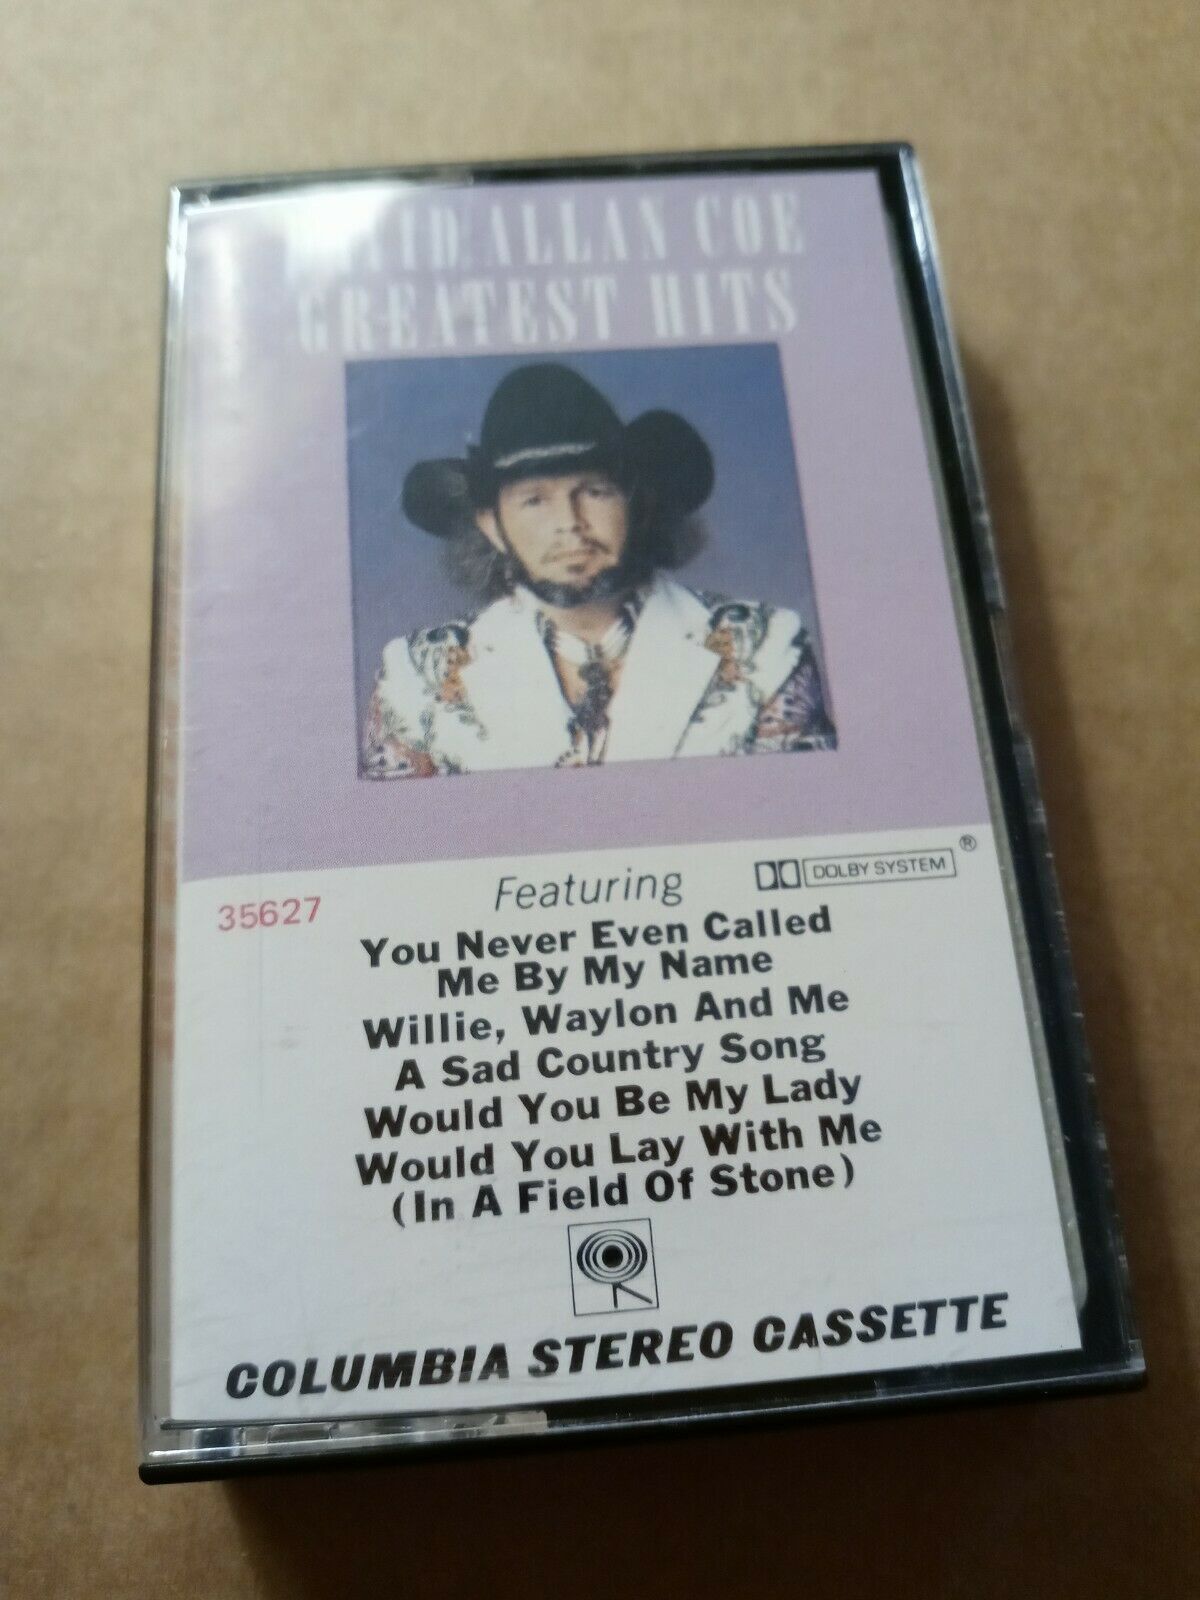 DAVID ALLAN COE
GREATEST HITS
35627
Featuring
DOLBY SYSTEM ®
You Never Even Called
Me By My Name
Willie, Waylon And Me
A Sad Country Song
Would You Be My Lady
Would You Lay With Me
(In A Field Of Stone)
COLUMBIA STEREO CASSETTE